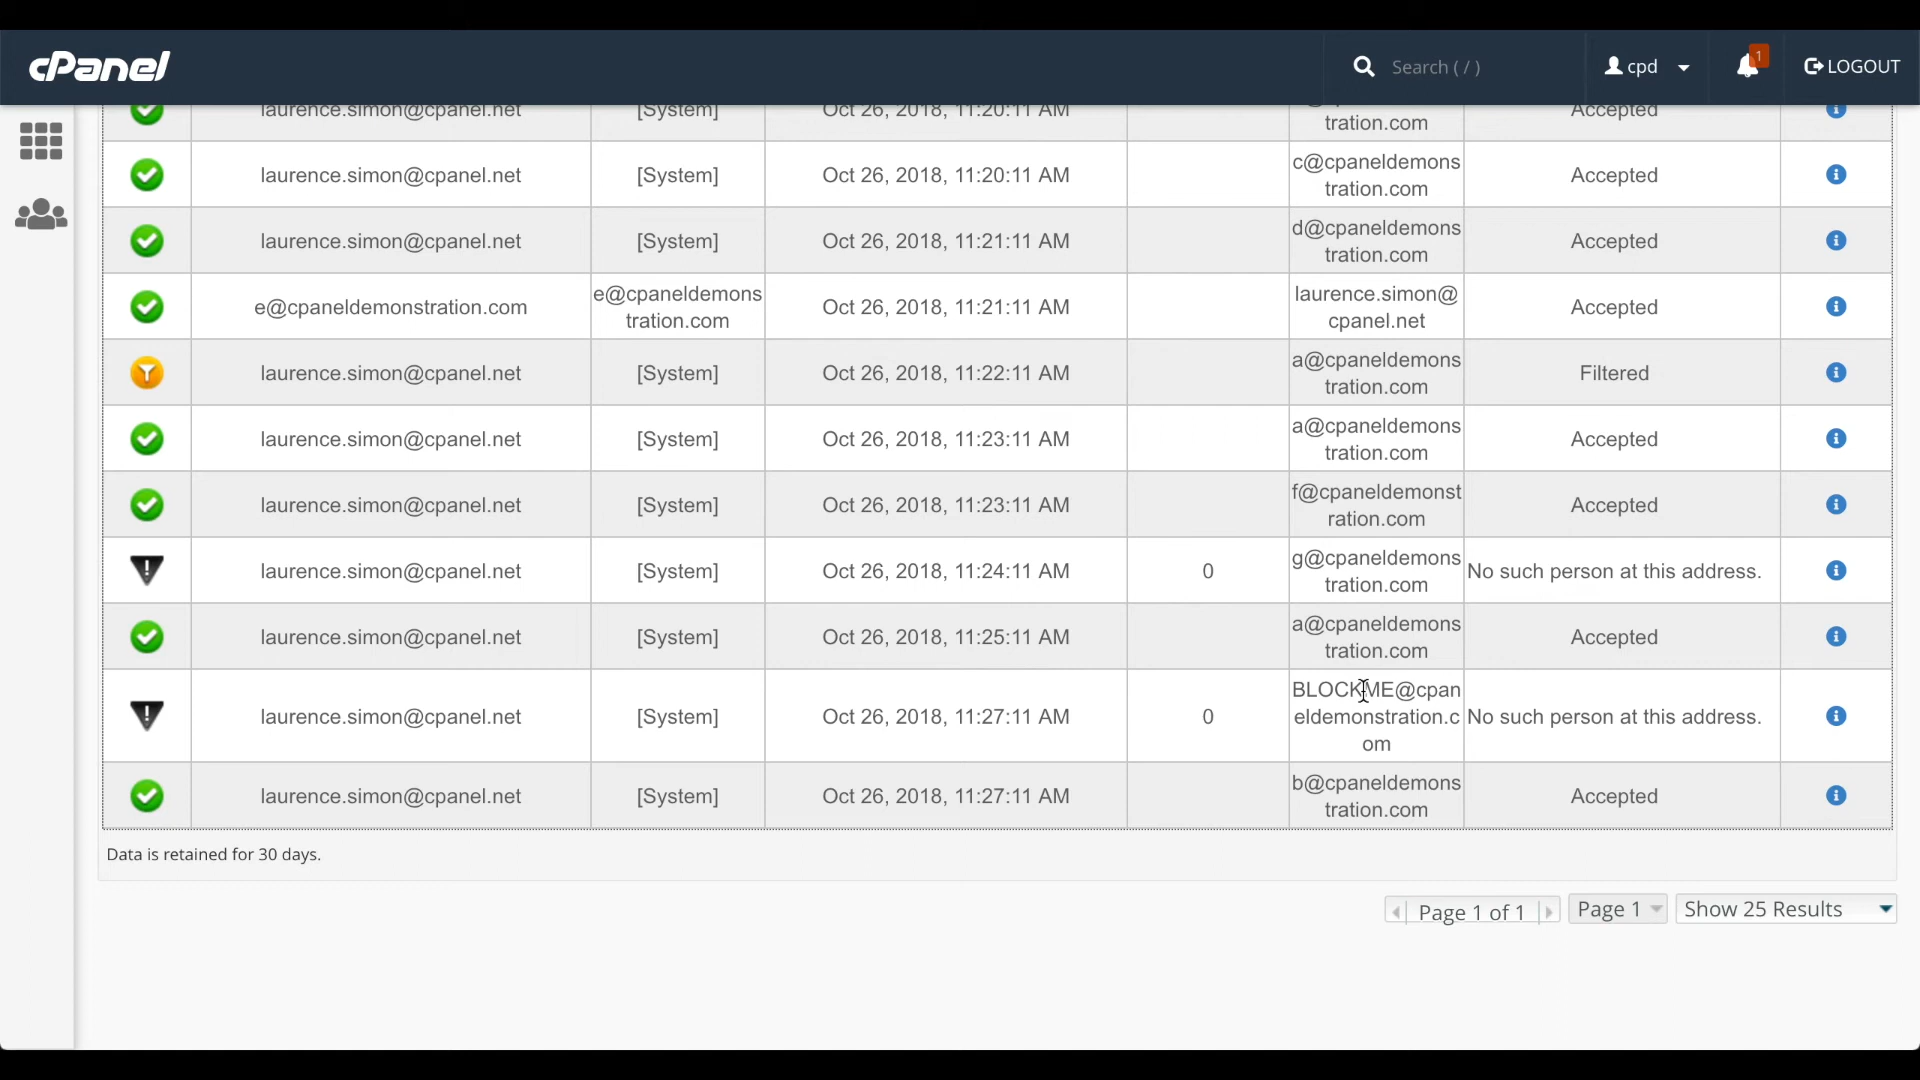 cPanel
Search ( / )
cpd
1
LOGOUT
laurence.simon@cpanel.net [System] Oct 26, 2018, 11:20:11 AM Accepted
tration.com
laurence.simon@cpanel.net [System] Oct 26, 2018, 11:20:11 AM c@cpaneldemons Accepted
tration.com
laurence.simon@cpanel.net [System] Oct 26, 2018, 11:21:11 AM d@cpaneldemons Accepted
tration.com
e@cpaneldemonstration.com e@cpaneldemons Oct 26, 2018, 11:21:11 AM laurence.simon@ Accepted
tration.com cpanel.net
laurence.simon@cpanel.net [System] Oct 26, 2018, 11:22:11 AM a@cpaneldemons Filtered
tration.com
laurence.simon@cpanel.net [System] Oct 26, 2018, 11:23:11 AM a@cpaneldemons Accepted
tration.com
laurence.simon@cpanel.net [System] Oct 26, 2018, 11:23:11 AM f@cpaneldemonst Accepted
ration.com
laurence.simon@cpanel.net [System] Oct 26, 2018, 11:24:11 AM 0 g@cpaneldemons No such person at this address.
tration.com
laurence.simon@cpanel.net [System] Oct 26, 2018, 11:25:11 AM a@cpaneldemons Accepted
tration.com
laurence.simon@cpanel.net [System] Oct 26, 2018, 11:27:11 AM 0 BLOCKME@cpan No such person at this address.
eldemonstration.c
om
laurence.simon@cpanel.net [System] Oct 26, 2018, 11:27:11 AM b@cpaneldemons Accepted
tration.com
Data is retained for 30 days.
Page 1 of 1
Page 1
Show 25 Results